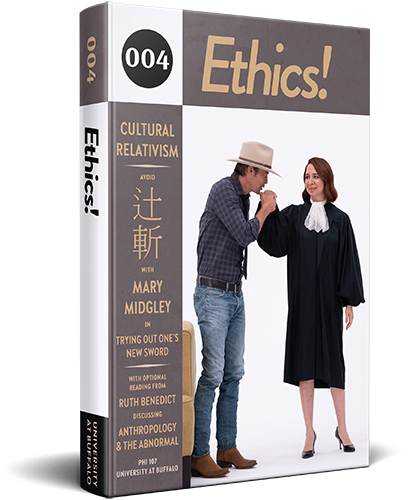 004
Ethics!
UNIVERSITY
AT BUFFALO
004
Ethics!
CULTURAL
RELATIVISM
AVOID
辻
斬
WITH
MARY
MIDGLEY
IN
TRYING OUT ONE'S
NEW SWORD
WITH OPTIONAL
READING FROM
RUTH BENEDICT
DISCUSSING
ANTHROPOLOGY
& THE ABNORMAL
PHI 107
UNIVERSITY AT BUFFALO